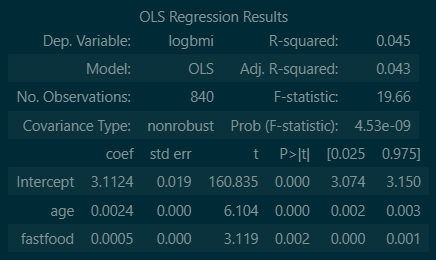 OLS Regression Results
Dep. Variable: logbmi R-squared: 0.045
Model: OLS Adj. R-squared: 0.043
No. Observations: 840 F-statistic: 19.66
Covariance Type: nonrobust Prob (F-statistic): 4.53e-09
coef std err t P>|t| [0.025 0.975]
Intercept 3.1124 0.019 160.835 0.000 3.074 3.150
age 0.0024 0.000 6.104 0.000 0.002 0.003
fastfood 0.0005 0.000 3.119 0.002 0.000 0.001